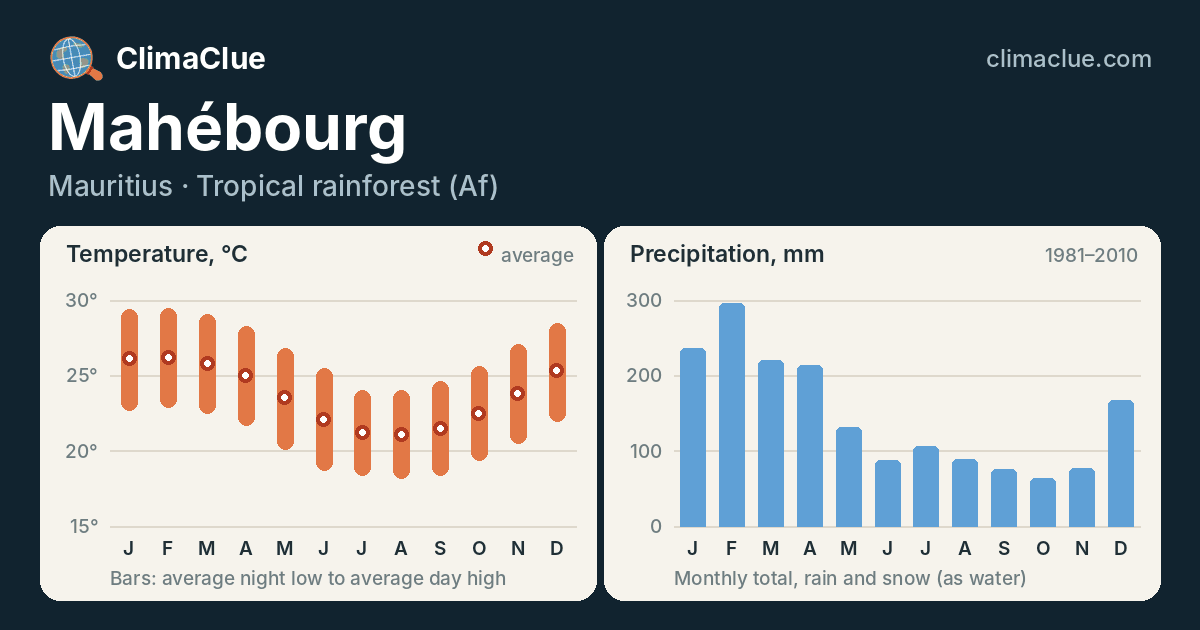 ClimaClue
climaclue.com
Mahébourg
Mauritius · Tropical rainforest (Af)
Temperature, °C
average
30°
25°
20°
15°
J F M A M J J A S O N D
Bars: average night low to average day high
Precipitation, mm
1981–2010
300
200
100
0
J F M A M J J A S O N D
Monthly total, rain and snow (as water)